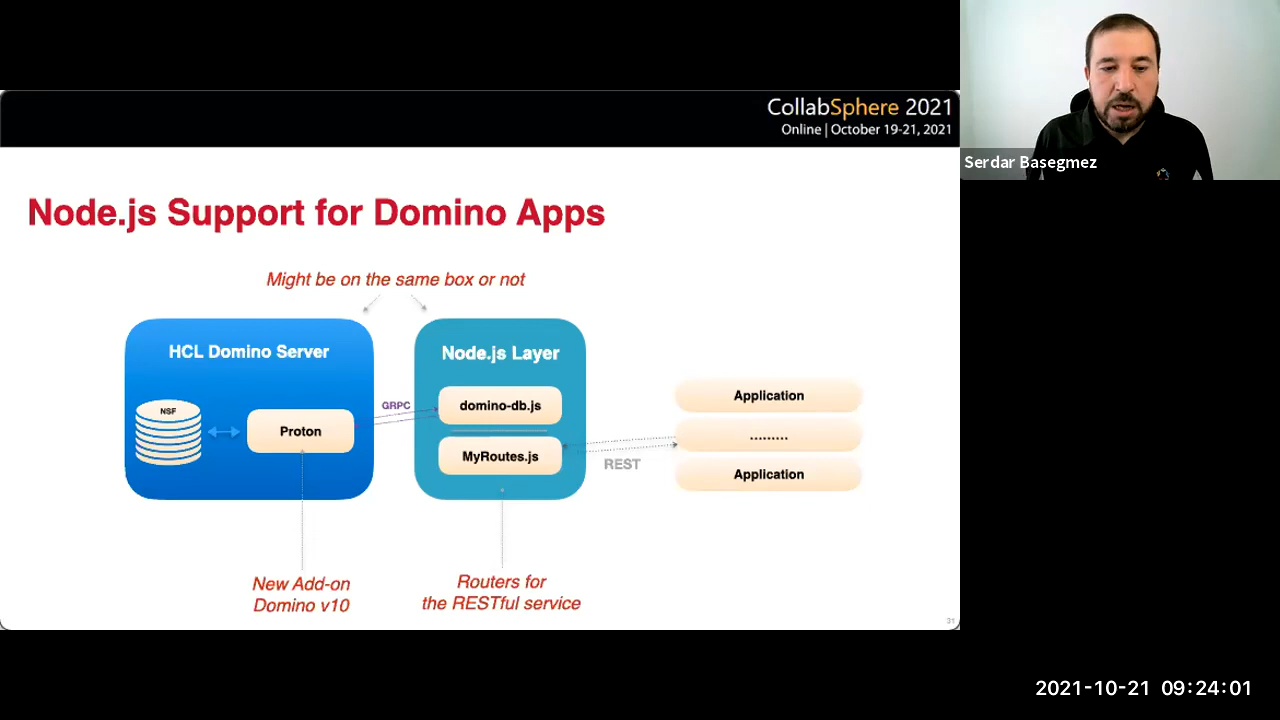 CollabSphere 2021
Online | October 19-21, 2021
Serdar Basegmez
Node.js Support for Domino Apps
Might be on the same box or not
HCL Domino Server
Node.js Layer
NSF
Proton
GRPC
domino-db.js
MyRoutes.js
REST
Application
.........
Application
New Add-on
Domino v10
Routers for
the RESTful service
31
2021-10-21 09:24:01